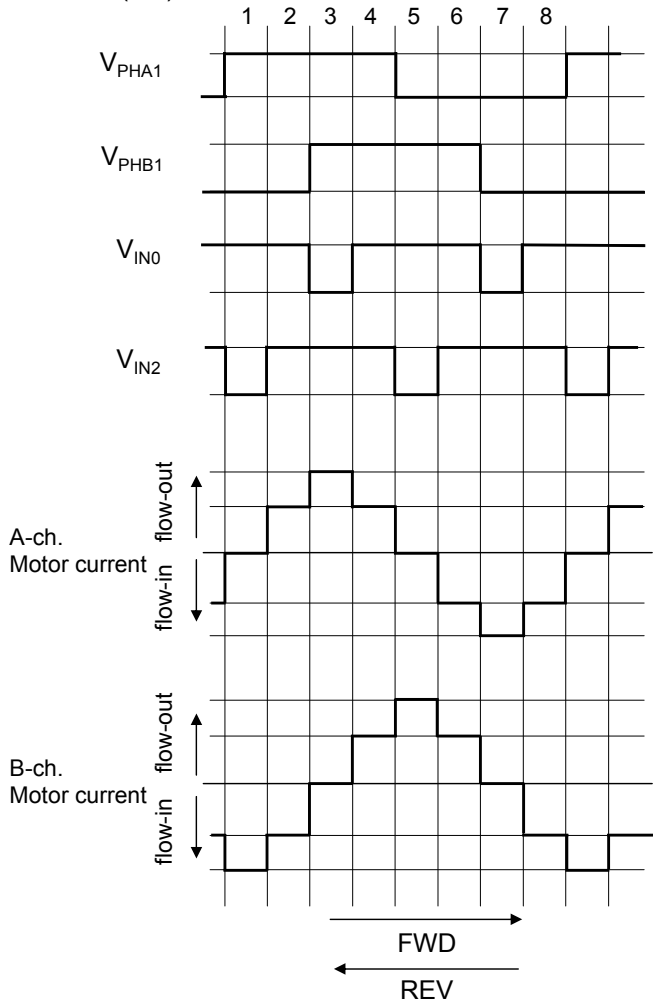 1 2 3 4 5 6 7 8
VPHA1
VPHB1
VIN0
VIN2
flow-out
A-ch.
Motor current
flow-in
flow-out
B-ch.
Motor current
flow-in
FWD
REV